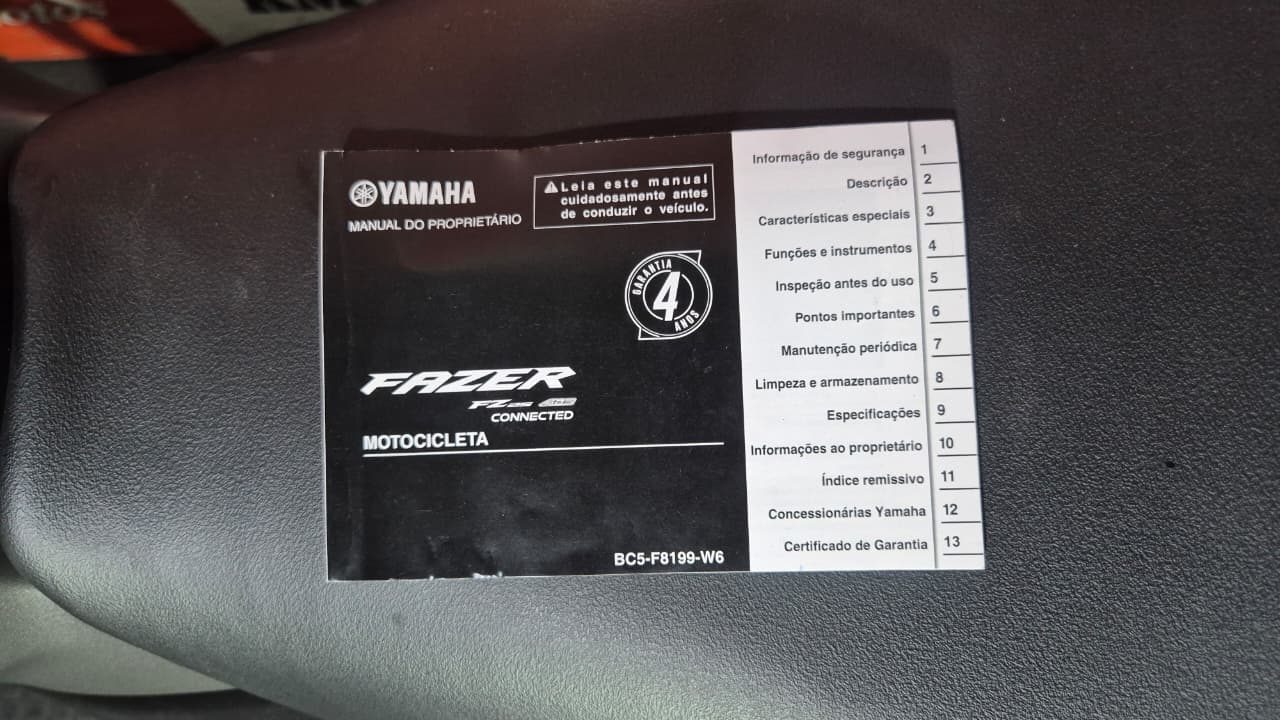 YAMAHA
MANUAL DO PROPRIETÁRIO
Leia este manual
cuidadosamente antes
de conduzir o veículo.
GARANTIA
4
ANOS
FAZER
FZ25
CONNECTED
MOTOCICLETA
BC5-F8199-W6
Informação de segurança 1
Descrição 2
Características especiais 3
Funções e instrumentos 4
Inspeção antes do uso 5
Pontos importantes 6
Manutenção periódica 7
Limpeza e armazenamento 8
Especificações 9
Informações ao proprietário 10
Índice remissivo 11
Concessionárias Yamaha 12
Certificado de Garantia 13